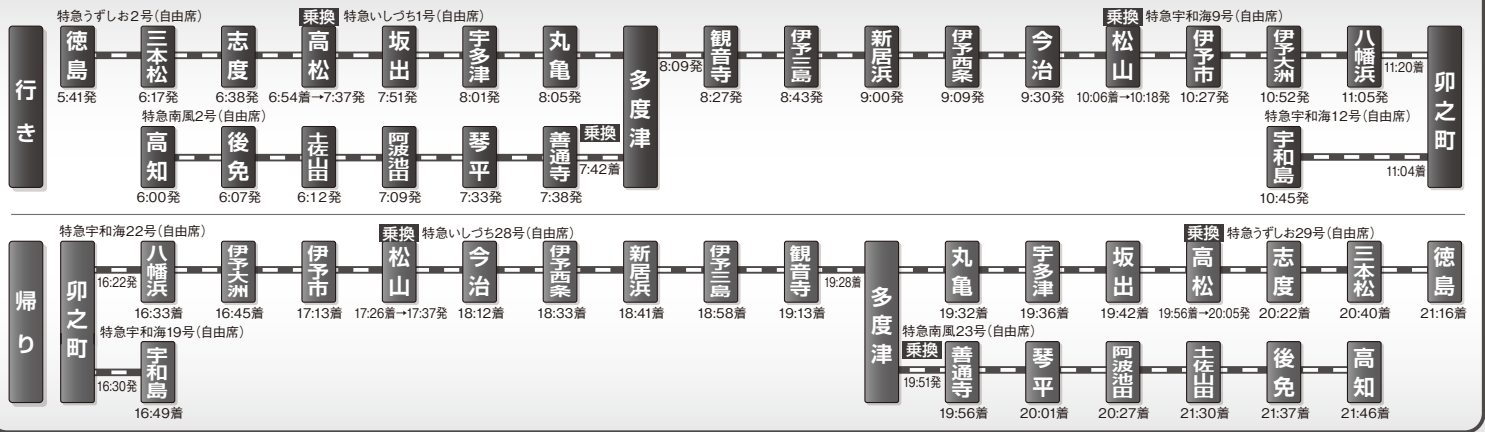 行き
特急うずしお2号(自由席)
乗換 特急いしづち1号(自由席)
乗換 特急宇和海9号(自由席)
徳島 三本松 志度 高松 坂出 宇多津 丸亀 多度津 観音寺 伊予三島 新居浜 伊予西条 今治 松山 伊予市 伊予大洲 八幡浜 卯之町
8:09発 11:20着
5:41発 6:17発 6:38発 6:54着→7:37発 7:51発 8:01発 8:05発 8:27発 8:43発 9:00発 9:09発 9:30発 10:06着→10:18発 10:27発 10:52発 11:05発
特急南風2号(自由席) 特急宇和海12号(自由席)
高知 後免 土佐山田 阿波池田 琴平 善通寺 乗換 宇和島
7:42着 11:04着
6:00発 6:07発 6:12発 7:09発 7:33発 7:38発 10:45発
帰り
特急宇和海22号(自由席)
乗換 特急いしづち28号(自由席)
乗換 特急うずしお29号(自由席)
卯之町 八幡浜 伊予大洲 伊予市 松山 今治 伊予西条 新居浜 伊予三島 観音寺 多度津 丸亀 宇多津 坂出 高松 志度 三本松 徳島
16:22発 19:28着
16:33着 16:45着 17:13着 17:26着→17:37発 18:12着 18:33着 18:41着 18:58着 19:13着 19:32着 19:36着 19:42着 19:56着→20:05発 20:22着 20:40着 21:16着
特急宇和海19号(自由席) 特急南風23号(自由席)
宇和島 乗換 善通寺 琴平 阿波池田 土佐山田 後免 高知
16:30発 19:51発
16:49着 19:56着 20:01着 20:27着 21:30着 21:37着 21:46着